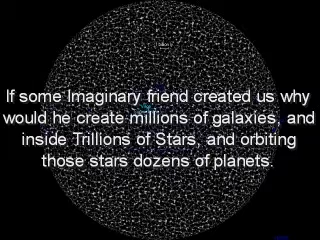 If some Imaginary friend created us why
would he create millions of galaxies, and
inside Trillions of Stars, and orbiting
those stars dozens of planets.